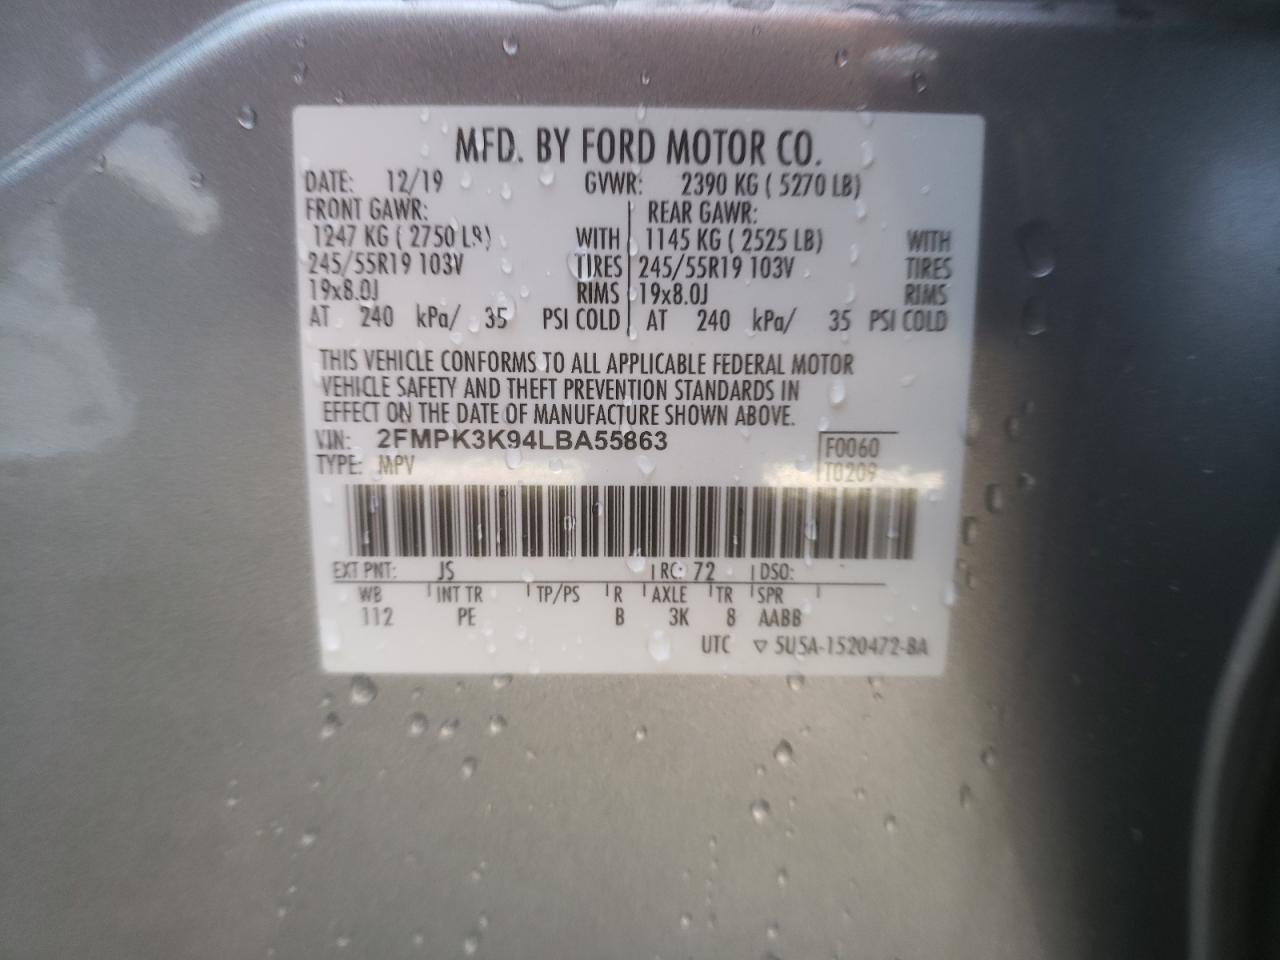 MFD. BY FORD MOTOR CO.
DATE: 12/19 GVWR: 2390 KG ( 5270 LB)
FRONT GAWR: REAR GAWR:
1247 KG ( 2750 LB) WITH 1145 KG ( 2525 LB) WITH
245/55R19 103V TIRES 245/55R19 103V TIRES
19x8.0J RIMS 19x8.0J RIMS
AT 240 kPa/ 35 PSI COLD AT 240 kPa/ 35 PSI COLD
THIS VEHICLE CONFORMS TO ALL APPLICABLE FEDERAL MOTOR
VEHICLE SAFETY AND THEFT PREVENTION STANDARDS IN
EFFECT ON THE DATE OF MANUFACTURE SHOWN ABOVE.
VIN: 2FMPK3K94LBA55863 F0060
TYPE: MPV T0209
EXT PNT: JS RC: 72 DSO:
WB INT TR TP/PS R AXLE TR SPR
112 PE B 3K 8 AABB
UTC ▽ 5U5A-1520472-BA